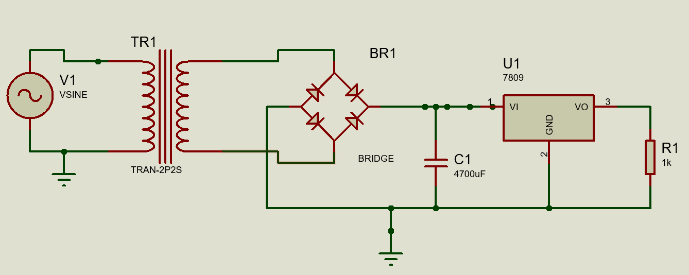 TR1
BR1
U1
7809
V1
VSINE
1
VI
VO
3
GND
2
R1
1k
C1
4700uF
BRIDGE
TRAN-2P2S